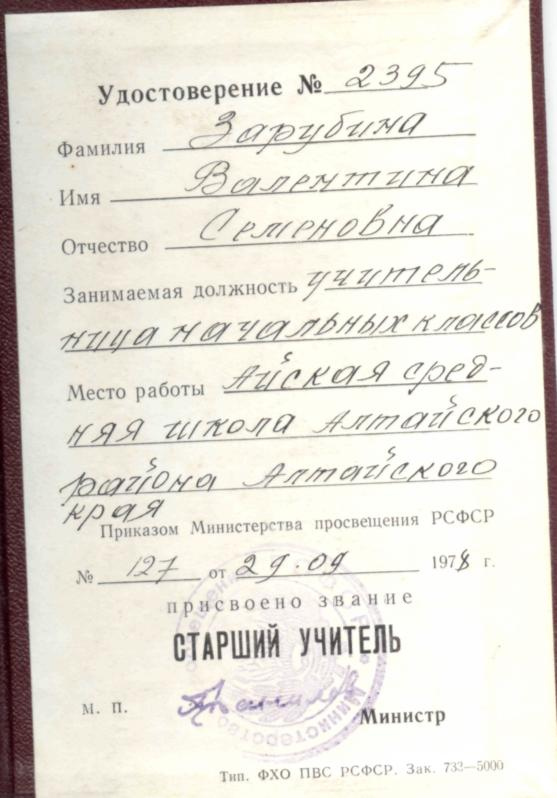 Удостоверение № 2395
Фамилия Зарубина
Имя Валентина
Отчество Семеновна
Занимаемая должность учитель-
ница начальных классов
Место работы Айская сред-
няя школа Алтайского
района Алтайского
края
Приказом Министерства просвещения РСФСР
№ 127 от 29.09 1978 г.
присвоено звание
СТАРШИЙ УЧИТЕЛЬ
М. П.
Министр
Министерство
Тип. ФХО ПВС РСФСР. Зак. 733—5000